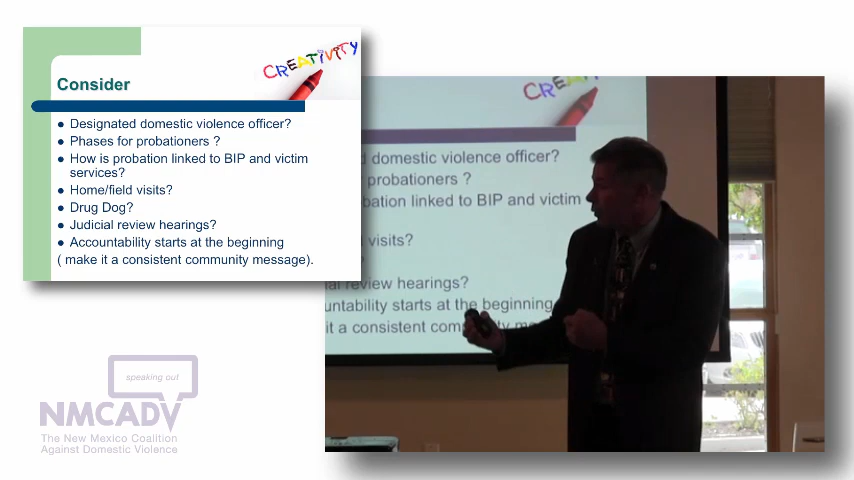 CREATIVITY
Consider
Designated domestic violence officer?
Phases for probationers ?
How is probation linked to BIP and victim
services?
Home/field visits?
Drug Dog?
Judicial review hearings?
Accountability starts at the beginning
( make it a consistent community message).
CREATI
domestic violence officer?
probationers ?
bation linked to BIP and victim
visits?
ial review hearings?
untability starts at the beginning
it a consistent com
speaking out
NMCADV
The New Mexico Coalition
Against Domestic Violence